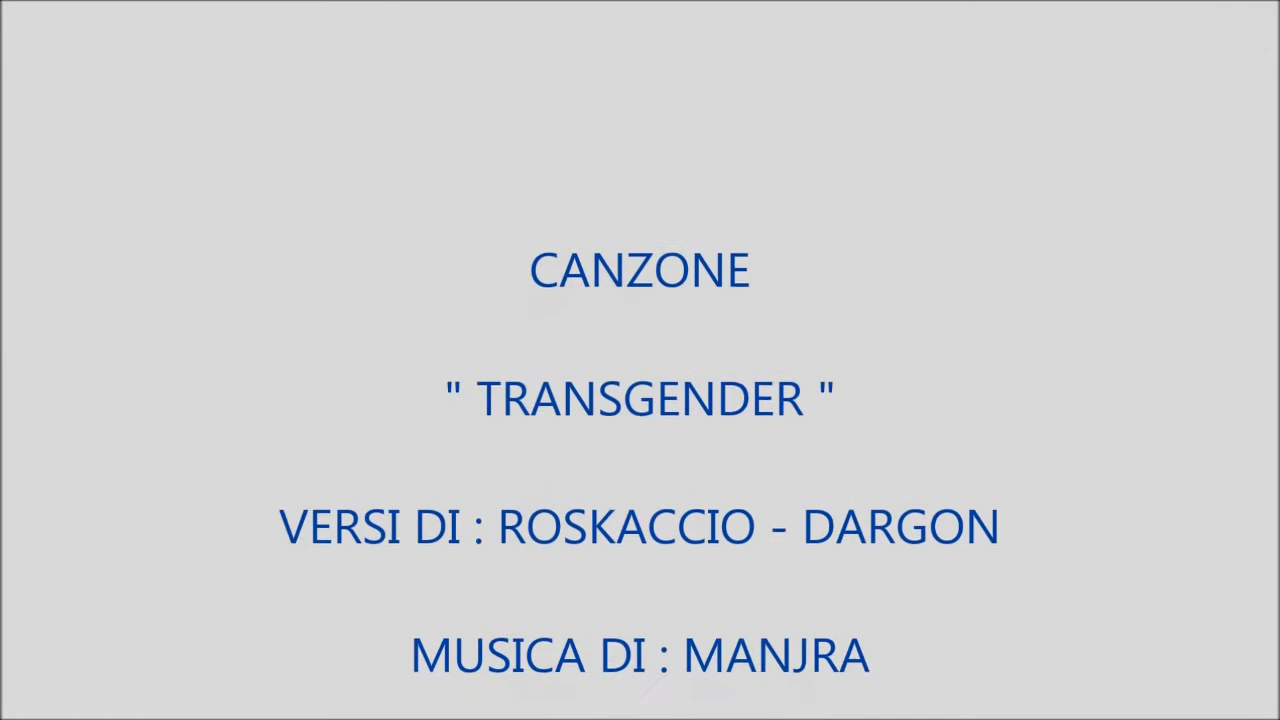 CANZONE
" TRANSGENDER "
VERSI DI : ROSKACCIO - DARGON
MUSICA DI : MANJRA